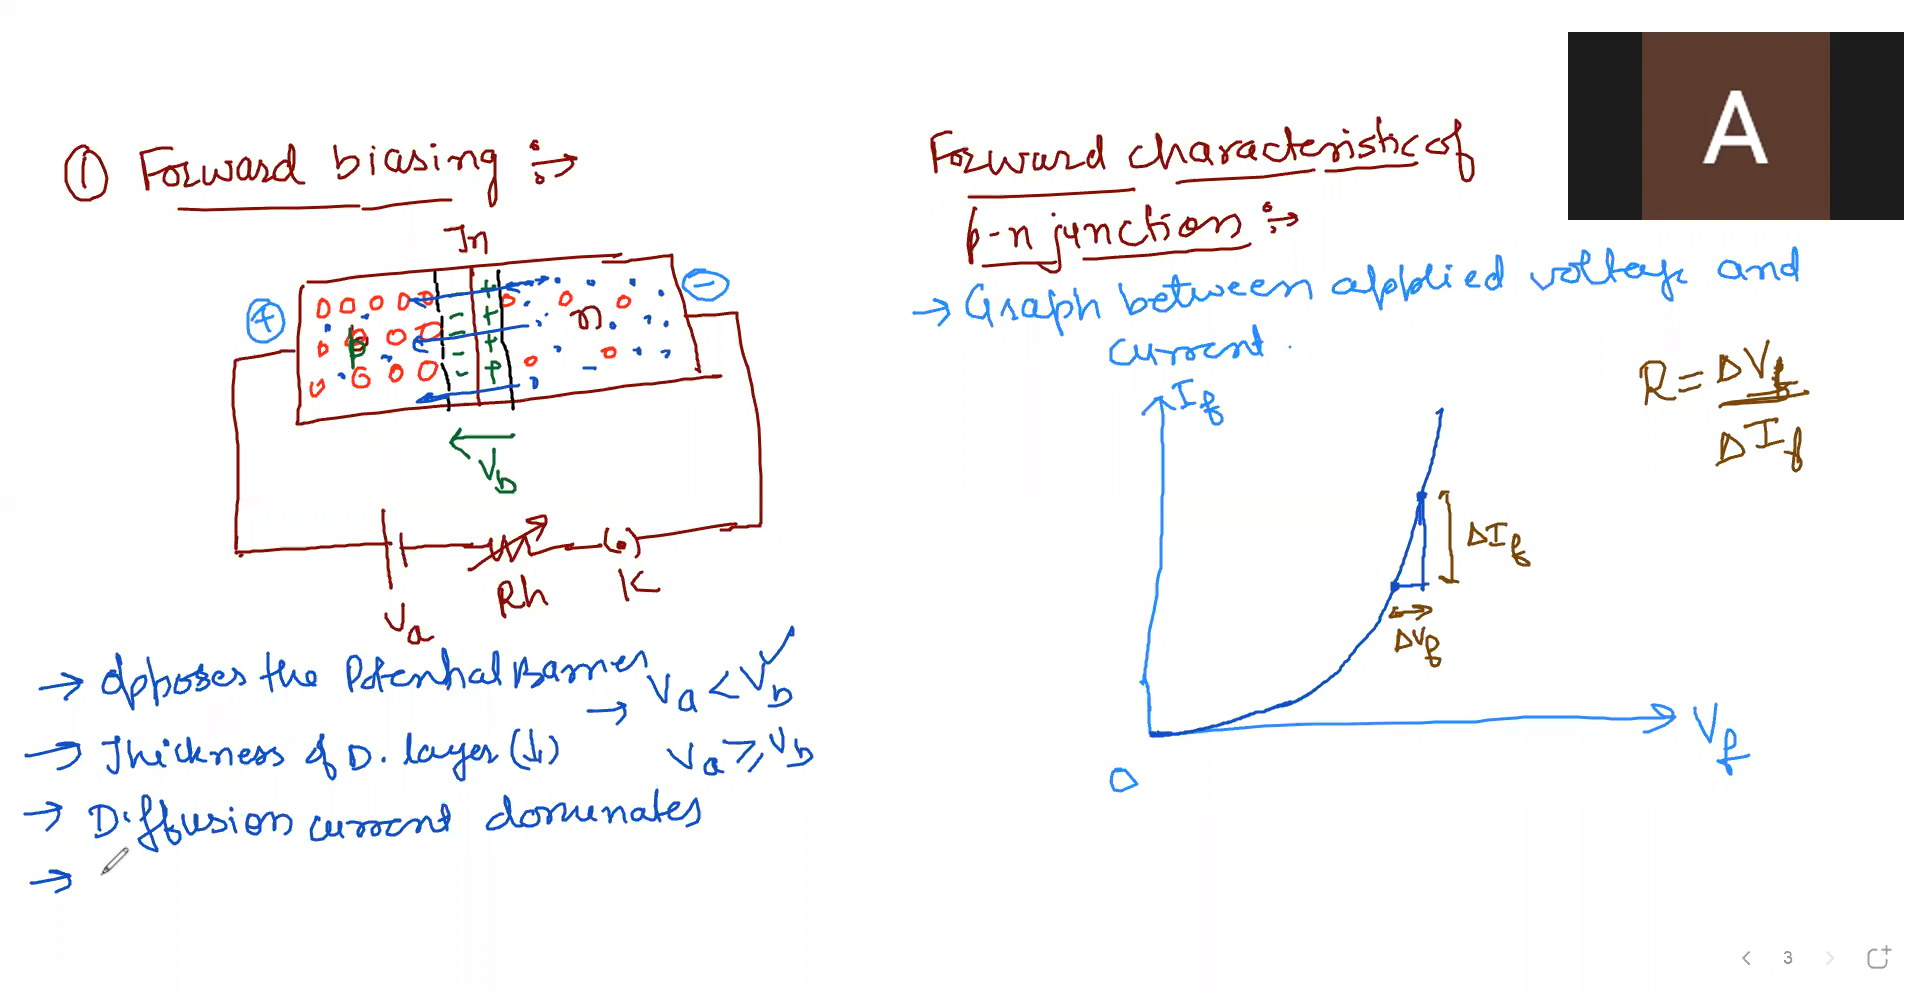 ① Forward biasing :→
Jn
+
-
p
n
Vb
Va
Rh
K
→ opposes the Potential Barrier
→ Va < Vb ✓
→ Thickness of D. layer (↓)
Va ≥ Vb
→ Diffusion current dominates
→
Forward characteristic of
p-n junction :→
→ Graph between applied voltage and
current.
If
R = ΔVf / ΔIf
ΔIf
ΔVf
Vf
O
A
3